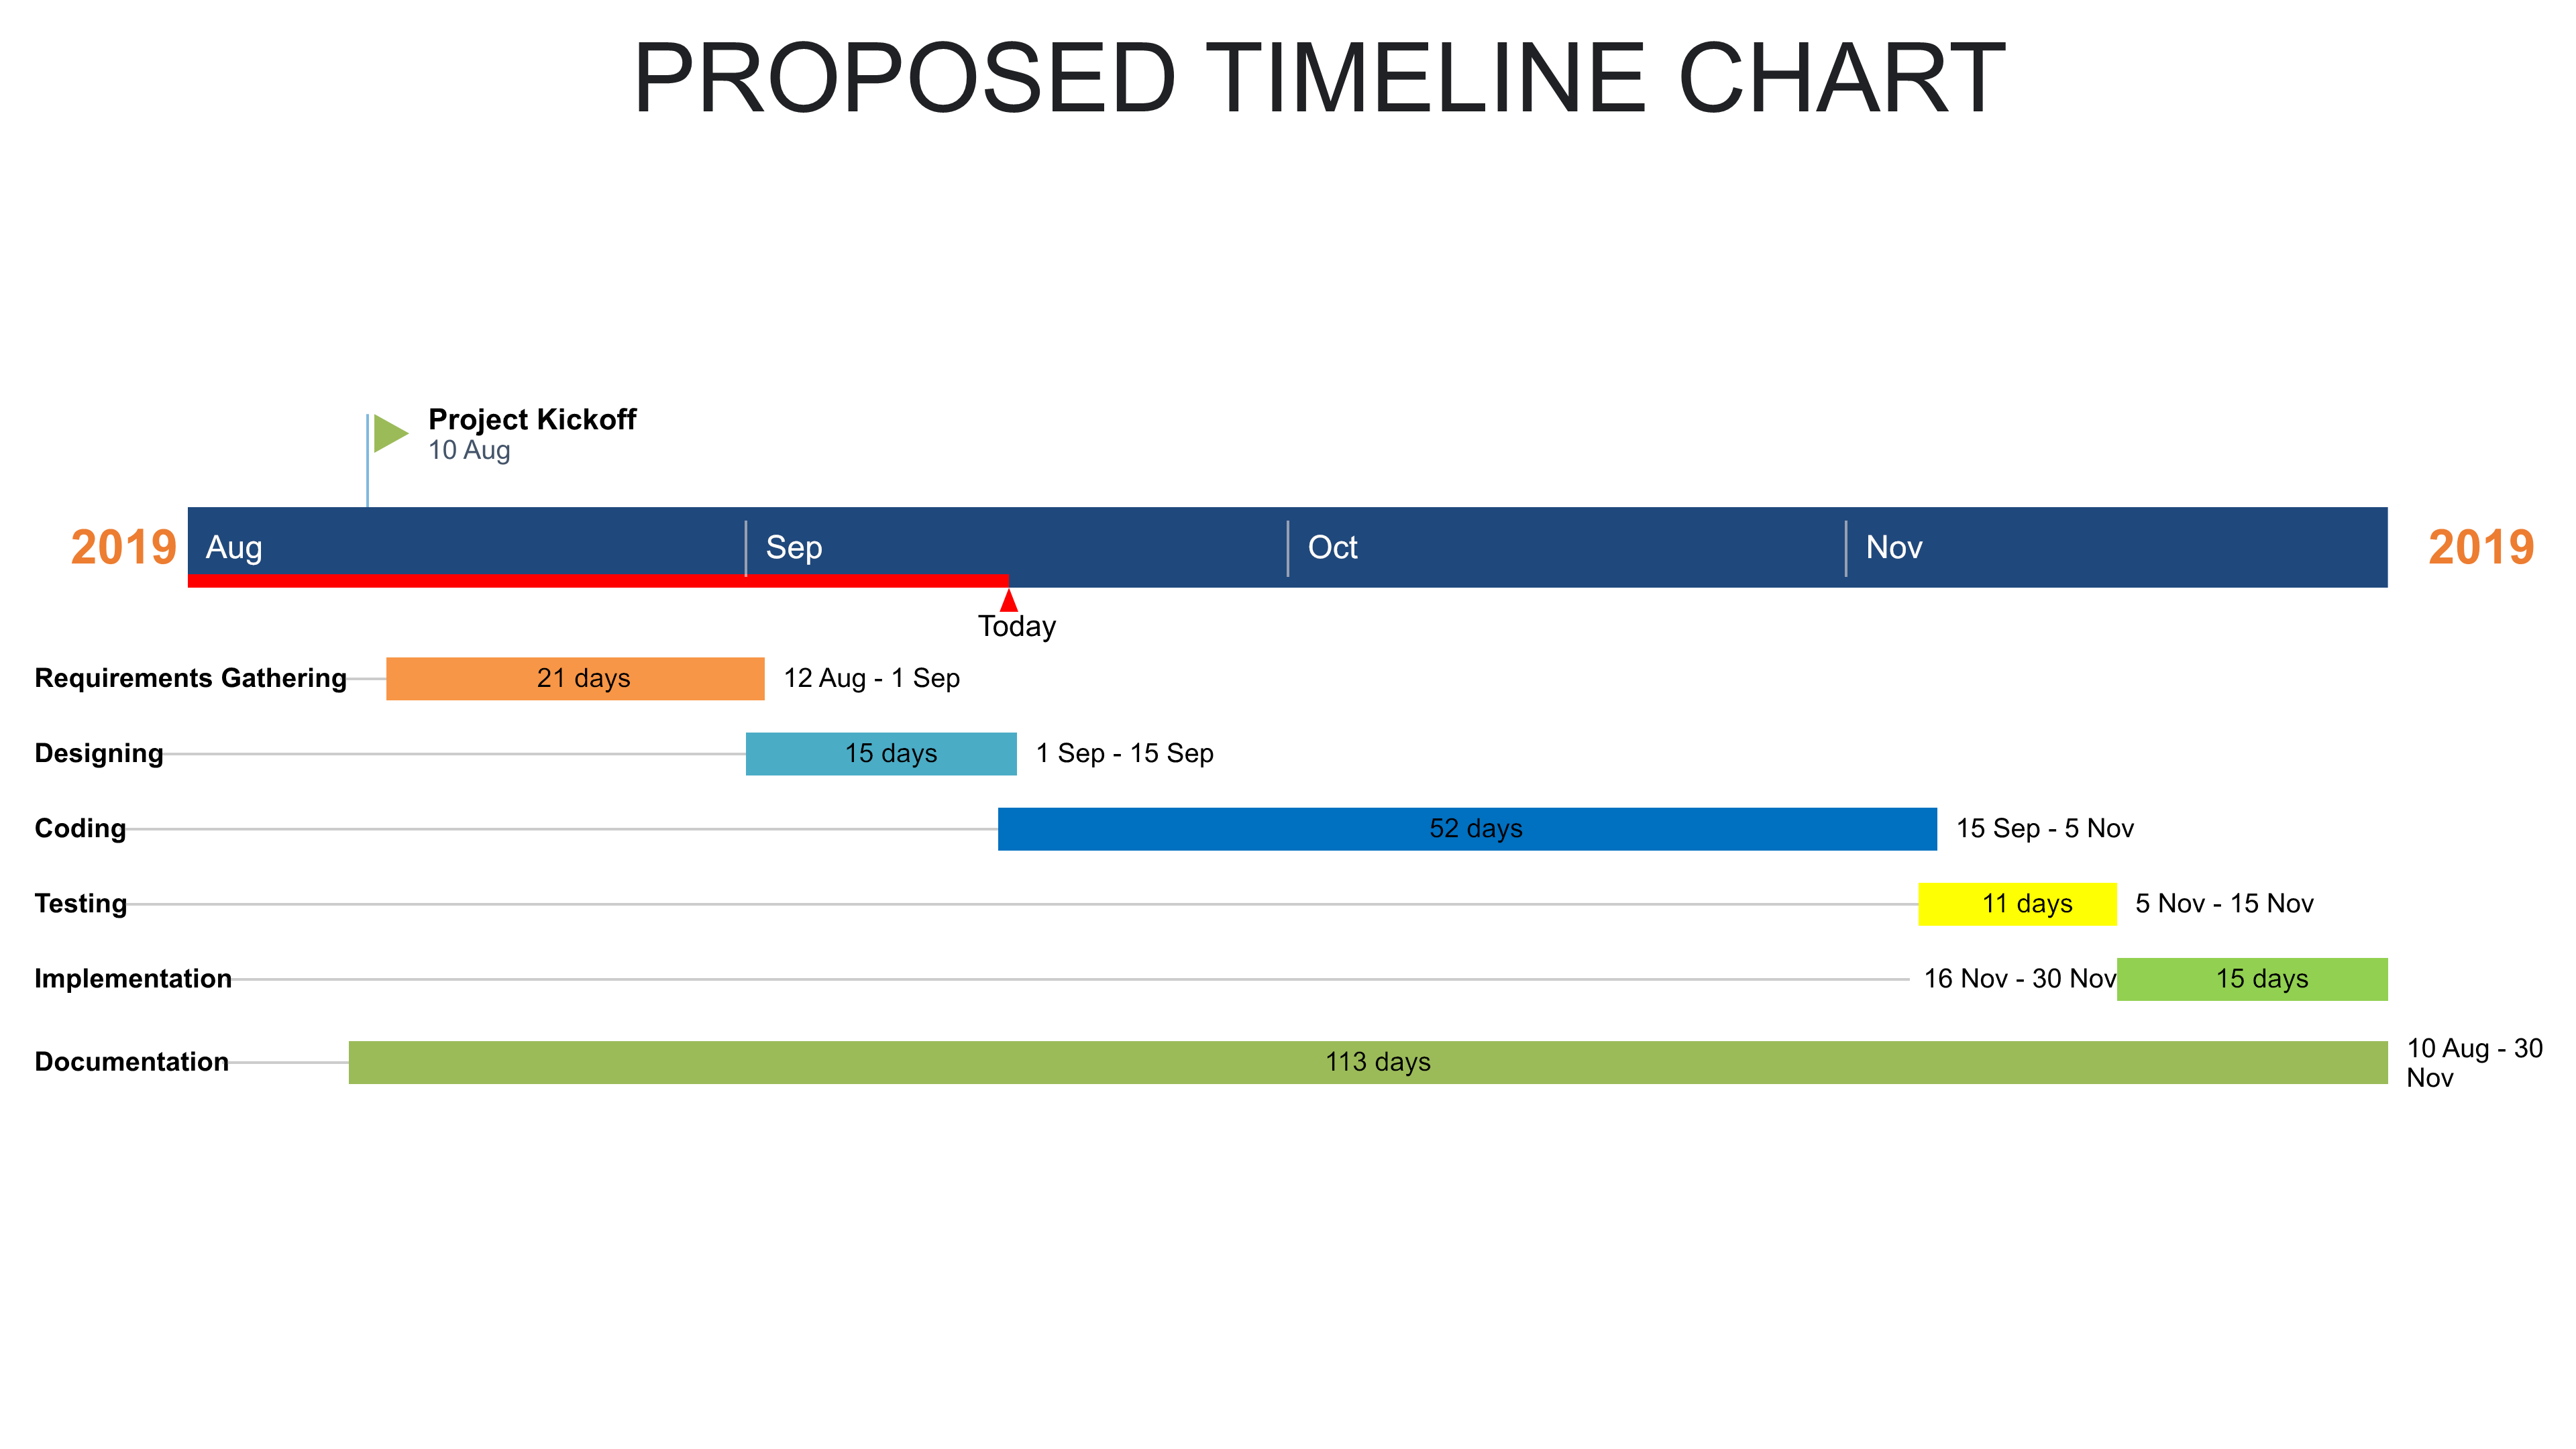 PROPOSED TIMELINE CHART
Project Kickoff
10 Aug
2019 Aug Sep Oct Nov 2019
Today
Requirements Gathering 21 days 12 Aug - 1 Sep
Designing 15 days 1 Sep - 15 Sep
Coding 52 days 15 Sep - 5 Nov
Testing 11 days 5 Nov - 15 Nov
Implementation 16 Nov - 30 Nov 15 days
Documentation 113 days 10 Aug - 30
Nov